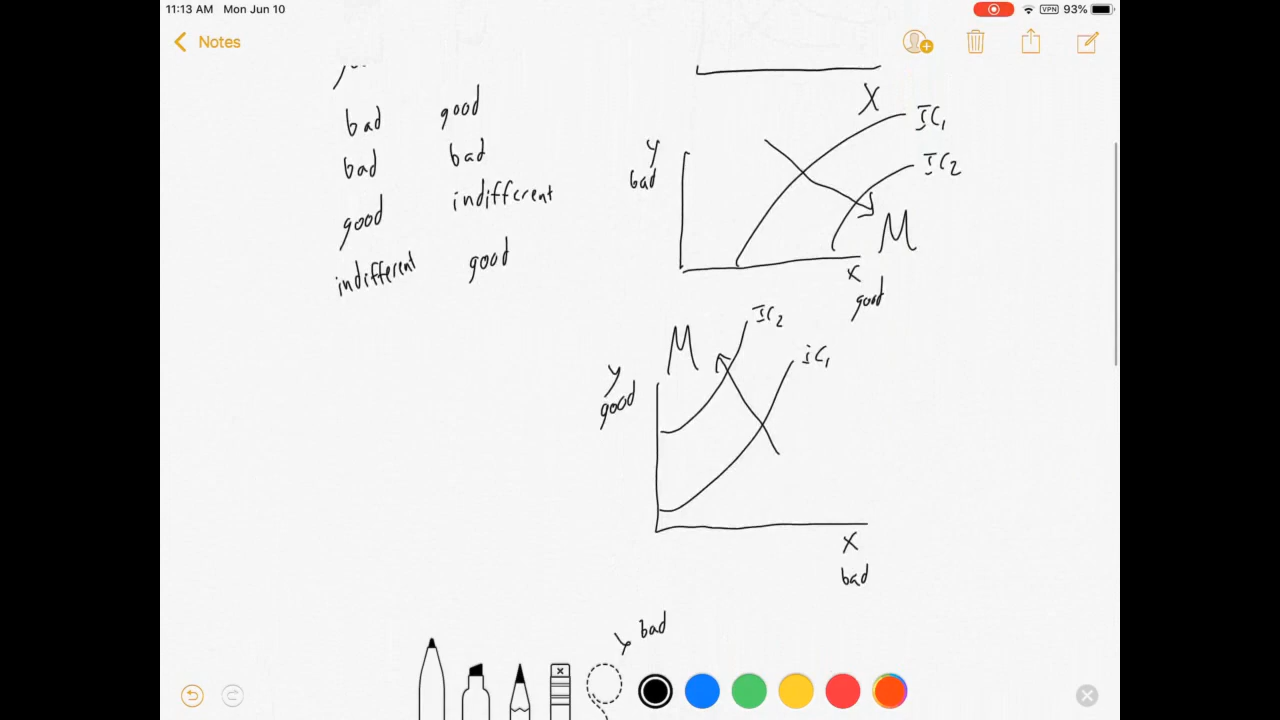 11:13 AM Mon Jun 10
VPN 93%
Notes
bad good
bad bad
good indifferent
indifferent good
X
IC1
IC2
y
bad
M
x
good
M
IC2
iC1
y
good
X
bad
y bad